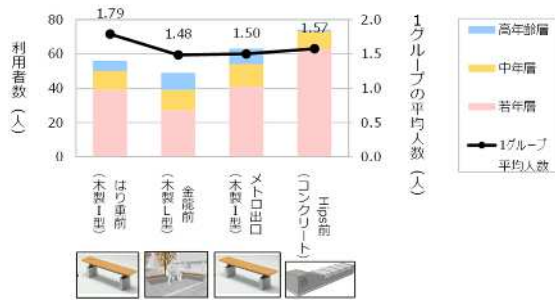 80
60
40
20
0
利用者数（人）
1.79
1.48
1.50
1.57
2.0
1.5
1.0
0.5
0.0
1グループの平均人数（人）
はり重前
（木製I型）
金龍前
（木製L型）
メトロ出口
（木製I型）
Hips前
（コンクリート）
高年齢層
中年層
若年層
1グループ
平均人数